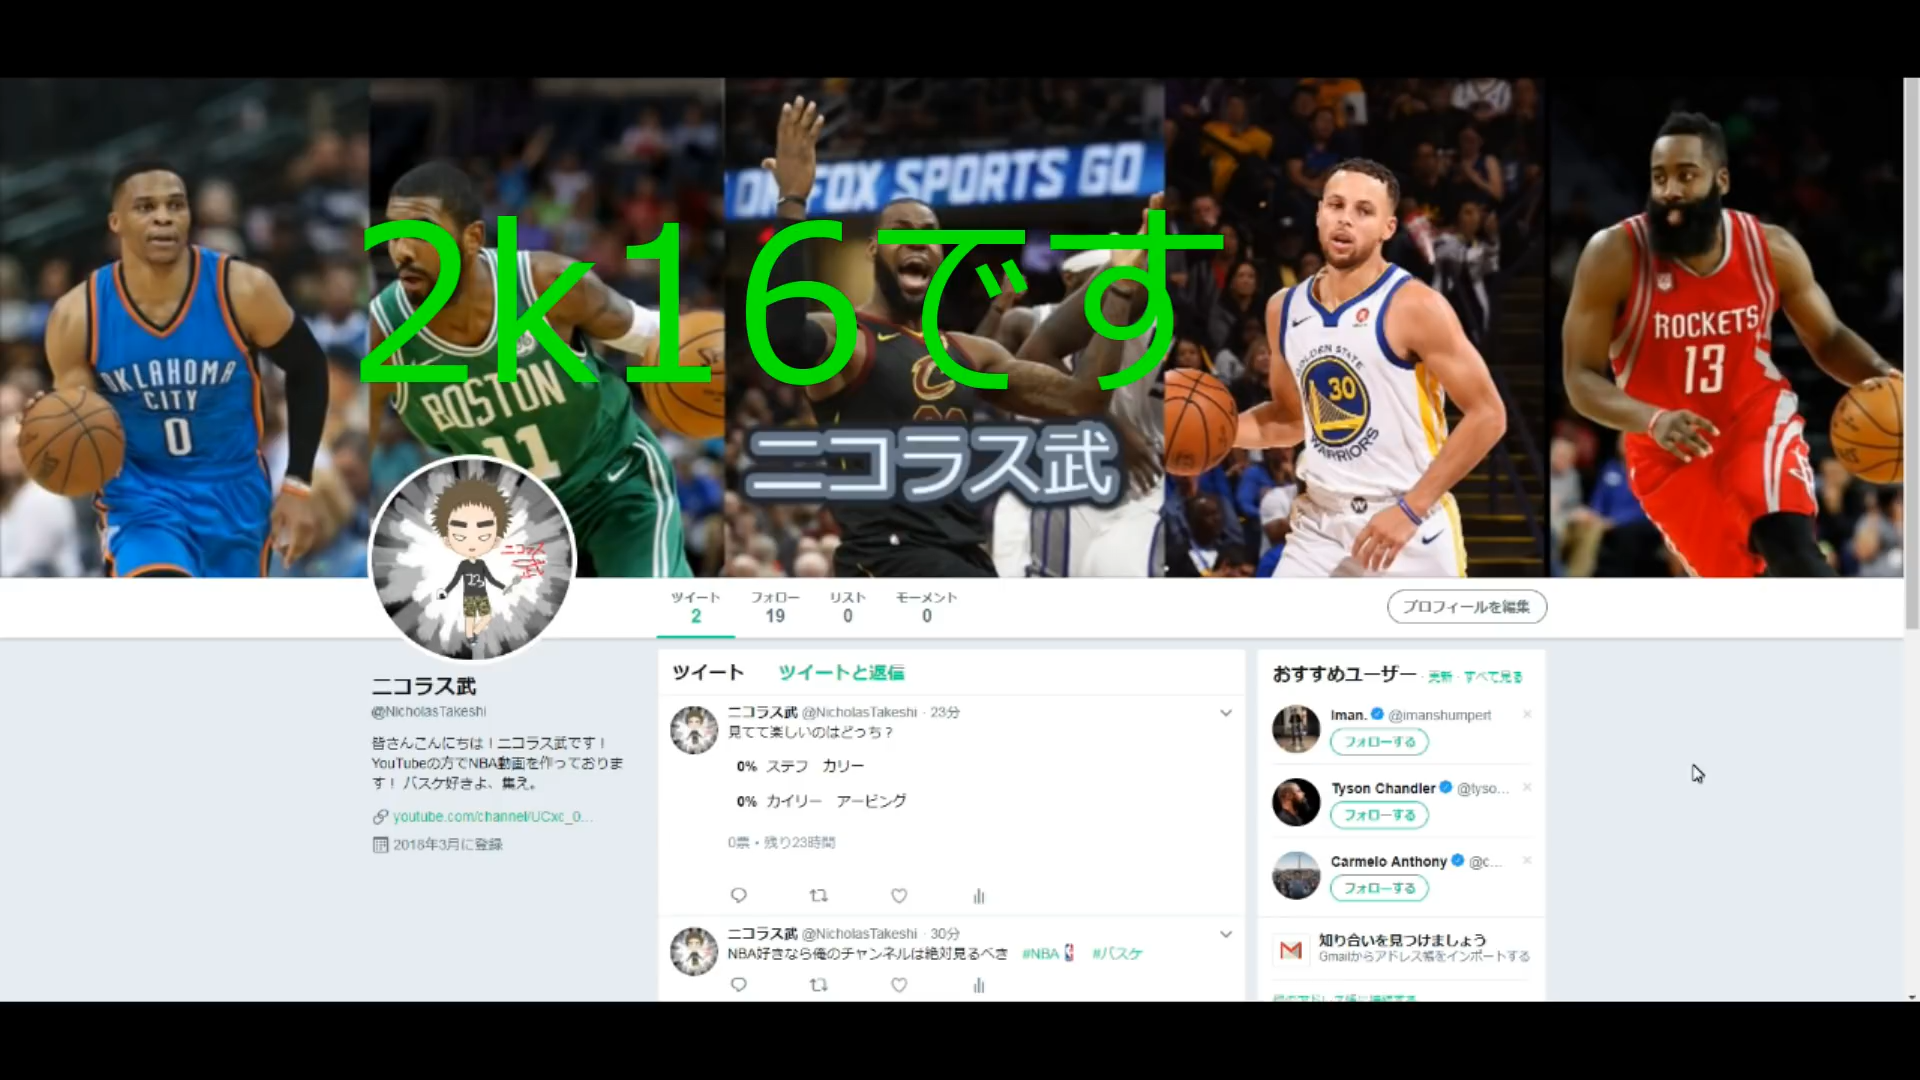 ON FOX SPORTS GO
2k16です
OKLAHOMA
CITY
0
BOSTON
11
GOLDEN STATE
30
WARRIORS
ROCKETS
13
ニコラス武
23
ツイート
2
フォロー
19
リスト
0
モーメント
0
プロフィールを編集
ニコラス武
@NicholasTakeshi
皆さんこんにちは！ニコラス武です！
YouTubeの方でNBA動画を作っておりま
す！ バスケ好きよ、集え。
youtube.com/channel/UCxc_0...
2018年3月に登録
ツイート ツイートと返信
ニコラス武 @NicholasTakeshi · 23分
見てて楽しいのはどっち？
0% ステフ カリー
0% カイリー アービング
0票・残り23時間
ニコラス武 @NicholasTakeshi · 30分
NBA好きなら俺のチャンネルは絶対見るべき #NBA #バスケ
おすすめユーザー · 更新 · すべて見る
Iman. @imanshumpert
フォローする
Tyson Chandler @tyso...
フォローする
Carmelo Anthony @c...
フォローする
知り合いを見つけましょう
Gmailからアドレス帳をインポートする